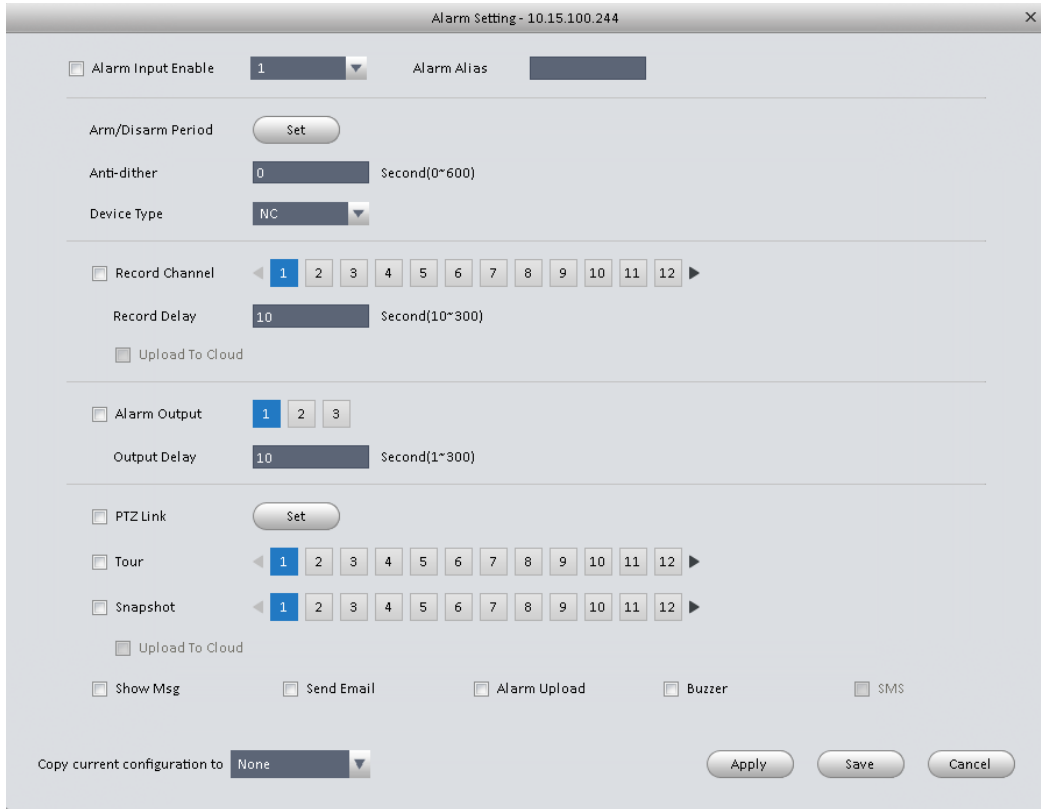 Alarm Setting - 10.15.100.244
Alarm Input Enable 1 Alarm Alias
Arm/Disarm Period Set
Anti-dither 0 Second(0~600)
Device Type NC
Record Channel 1 2 3 4 5 6 7 8 9 10 11 12
Record Delay 10 Second(10~300)
Upload To Cloud
Alarm Output 1 2 3
Output Delay 10 Second(1~300)
PTZ Link Set
Tour 1 2 3 4 5 6 7 8 9 10 11 12
Snapshot 1 2 3 4 5 6 7 8 9 10 11 12
Upload To Cloud
Show Msg Send Email Alarm Upload Buzzer SMS
Copy current configuration to None Apply Save Cancel